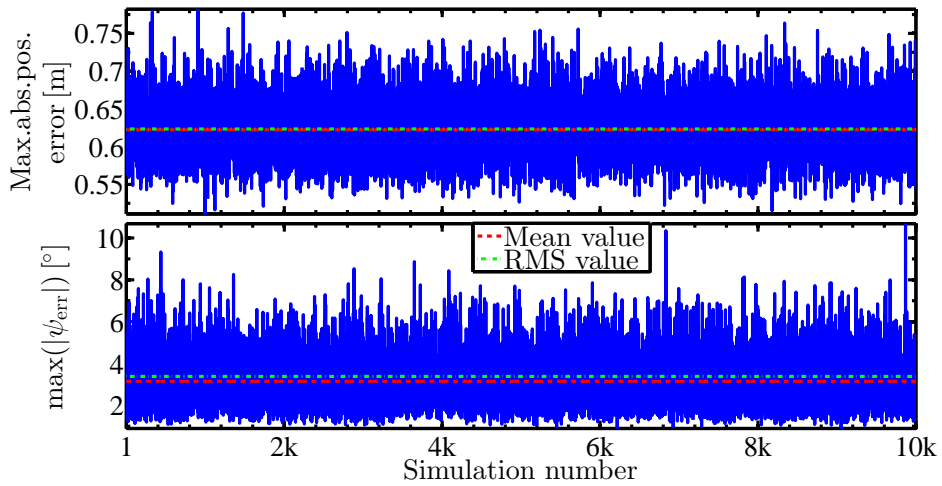 Max.abs.pos.
error [m]
0.75
0.7
0.65
0.6
0.55
max(|ψerr|) [°]
10
8
6
4
2
Mean value
RMS value
1 2k 4k 6k 8k 10k
Simulation number